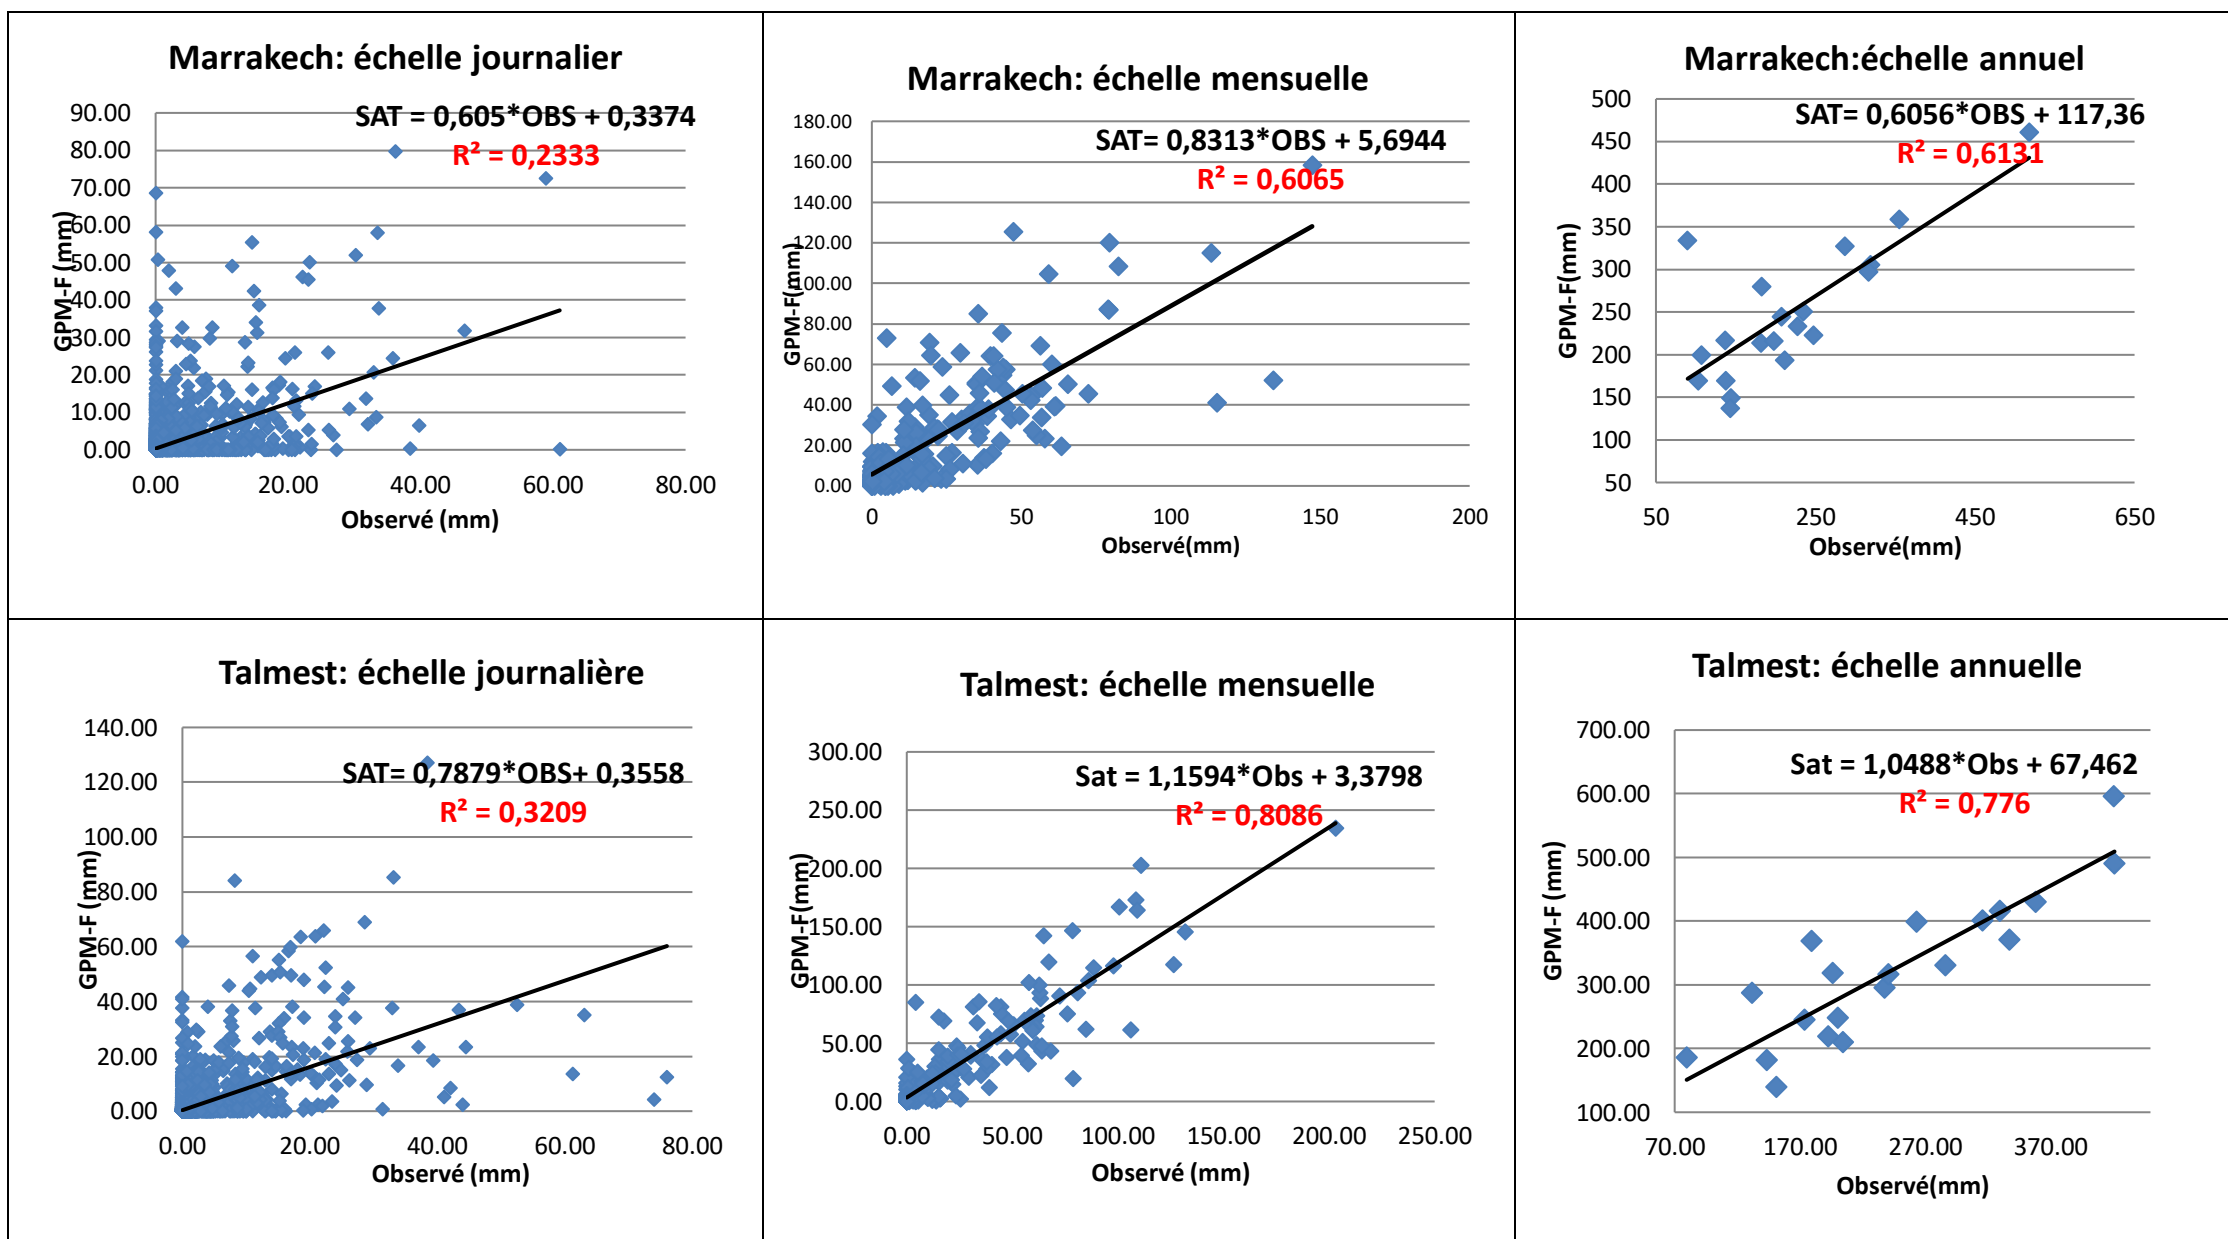 Marrakech: échelle journalier
SAT = 0,605*OBS + 0,3374
R² = 0,2333
90.00
80.00
70.00
60.00
50.00
40.00
30.00
20.00
10.00
0.00
GPM-F (mm)
0.00 20.00 40.00 60.00 80.00
Observé (mm)
Marrakech: échelle mensuelle
SAT= 0,8313*OBS + 5,6944
R² = 0,6065
180.00
160.00
140.00
120.00
100.00
80.00
60.00
40.00
20.00
0.00
GPM-F(mm)
0 50 100 150 200
Observé(mm)
Marrakech:échelle annuel
SAT= 0,6056*OBS + 117,36
R² = 0,6131
500
450
400
350
300
250
200
150
100
50
GPM-F(mm)
50 250 450 650
Observé(mm)
Talmest: échelle journalière
SAT= 0,7879*OBS+ 0,3558
R² = 0,3209
140.00
120.00
100.00
80.00
60.00
40.00
20.00
0.00
GPM-F (mm)
0.00 20.00 40.00 60.00 80.00
Observé (mm)
Talmest: échelle mensuelle
Sat = 1,1594*Obs + 3,3798
R² = 0,8086
300.00
250.00
200.00
150.00
100.00
50.00
0.00
GPM-F(mm)
0.00 50.00 100.00 150.00 200.00 250.00
Observé (mm)
Talmest: échelle annuelle
Sat = 1,0488*Obs + 67,462
R² = 0,776
700.00
600.00
500.00
400.00
300.00
200.00
100.00
GPM-F (mm)
70.00 170.00 270.00 370.00
Observé(mm)